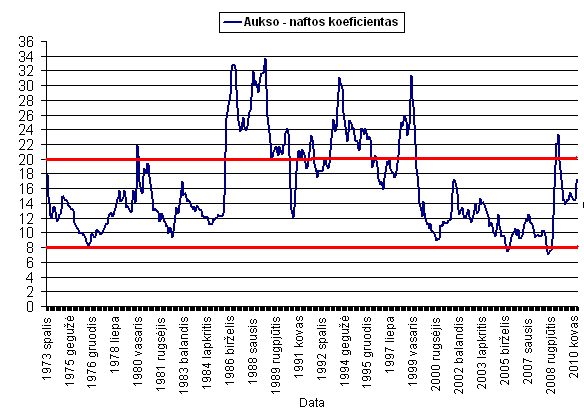 Aukso - naftos koeficientas
36
34
32
30
28
26
24
22
20
18
16
14
12
10
8
6
4
2
0
1973 spalis
1975 gegužė
1976 gruodis
1978 liepa
1980 vasaris
1981 rugsėjis
1983 balandis
1984 lapkritis
1986 birželis
1988 sausis
1989 rugpjūtis
1991 kovas
1992 spalis
1994 gegužė
1995 gruodis
1997 liepa
1999 vasaris
2000 rugsėjis
2002 balandis
2003 lapkritis
2005 birželis
2007 sausis
2008 rugpjūtis
2010 kovas
Data